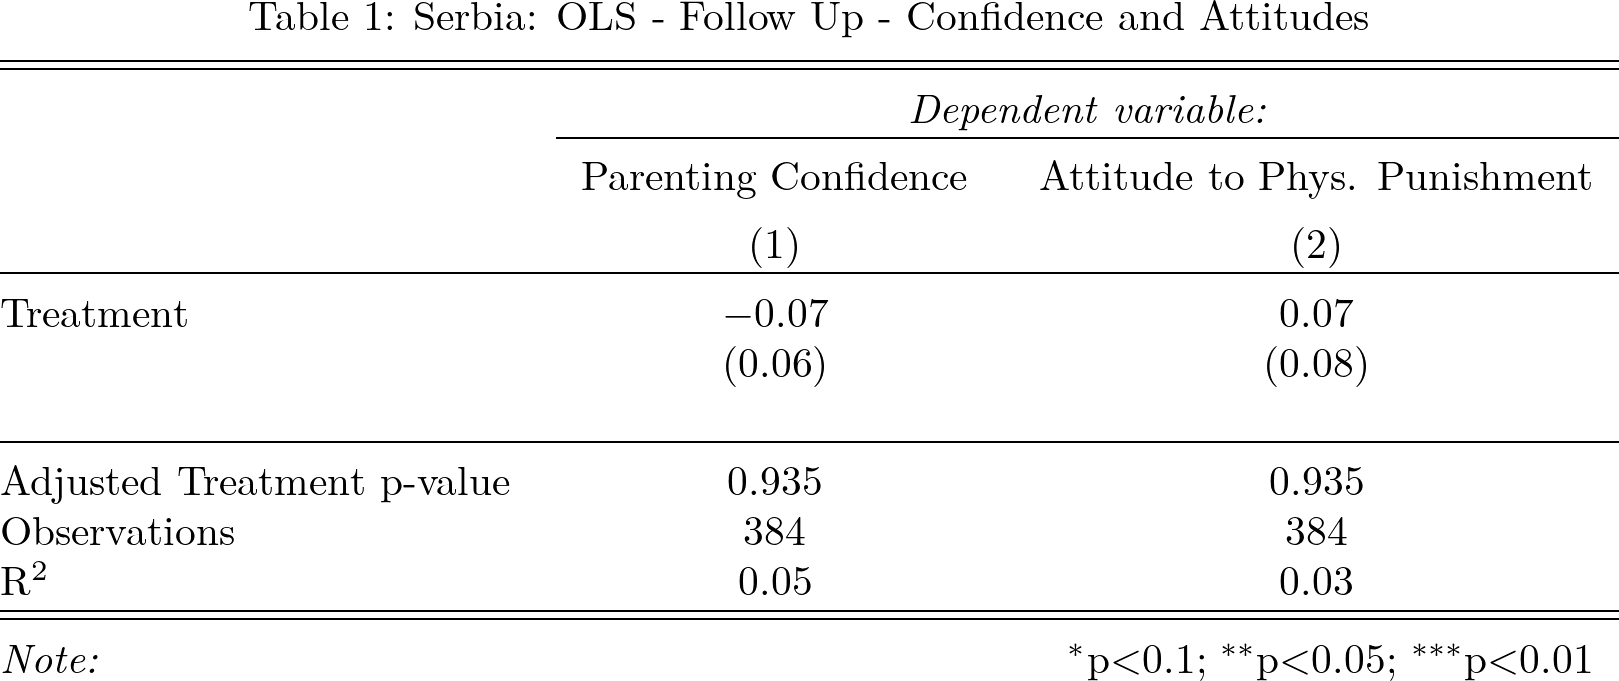 Table 1: Serbia: OLS - Follow Up - Confidence and Attitudes
Dependent variable:
Parenting Confidence Attitude to Phys. Punishment
(1) (2)
Treatment −0.07 0.07
(0.06) (0.08)
Adjusted Treatment p-value 0.935 0.935
Observations 384 384
R² 0.05 0.03
Note: *p<0.1; **p<0.05; ***p<0.01